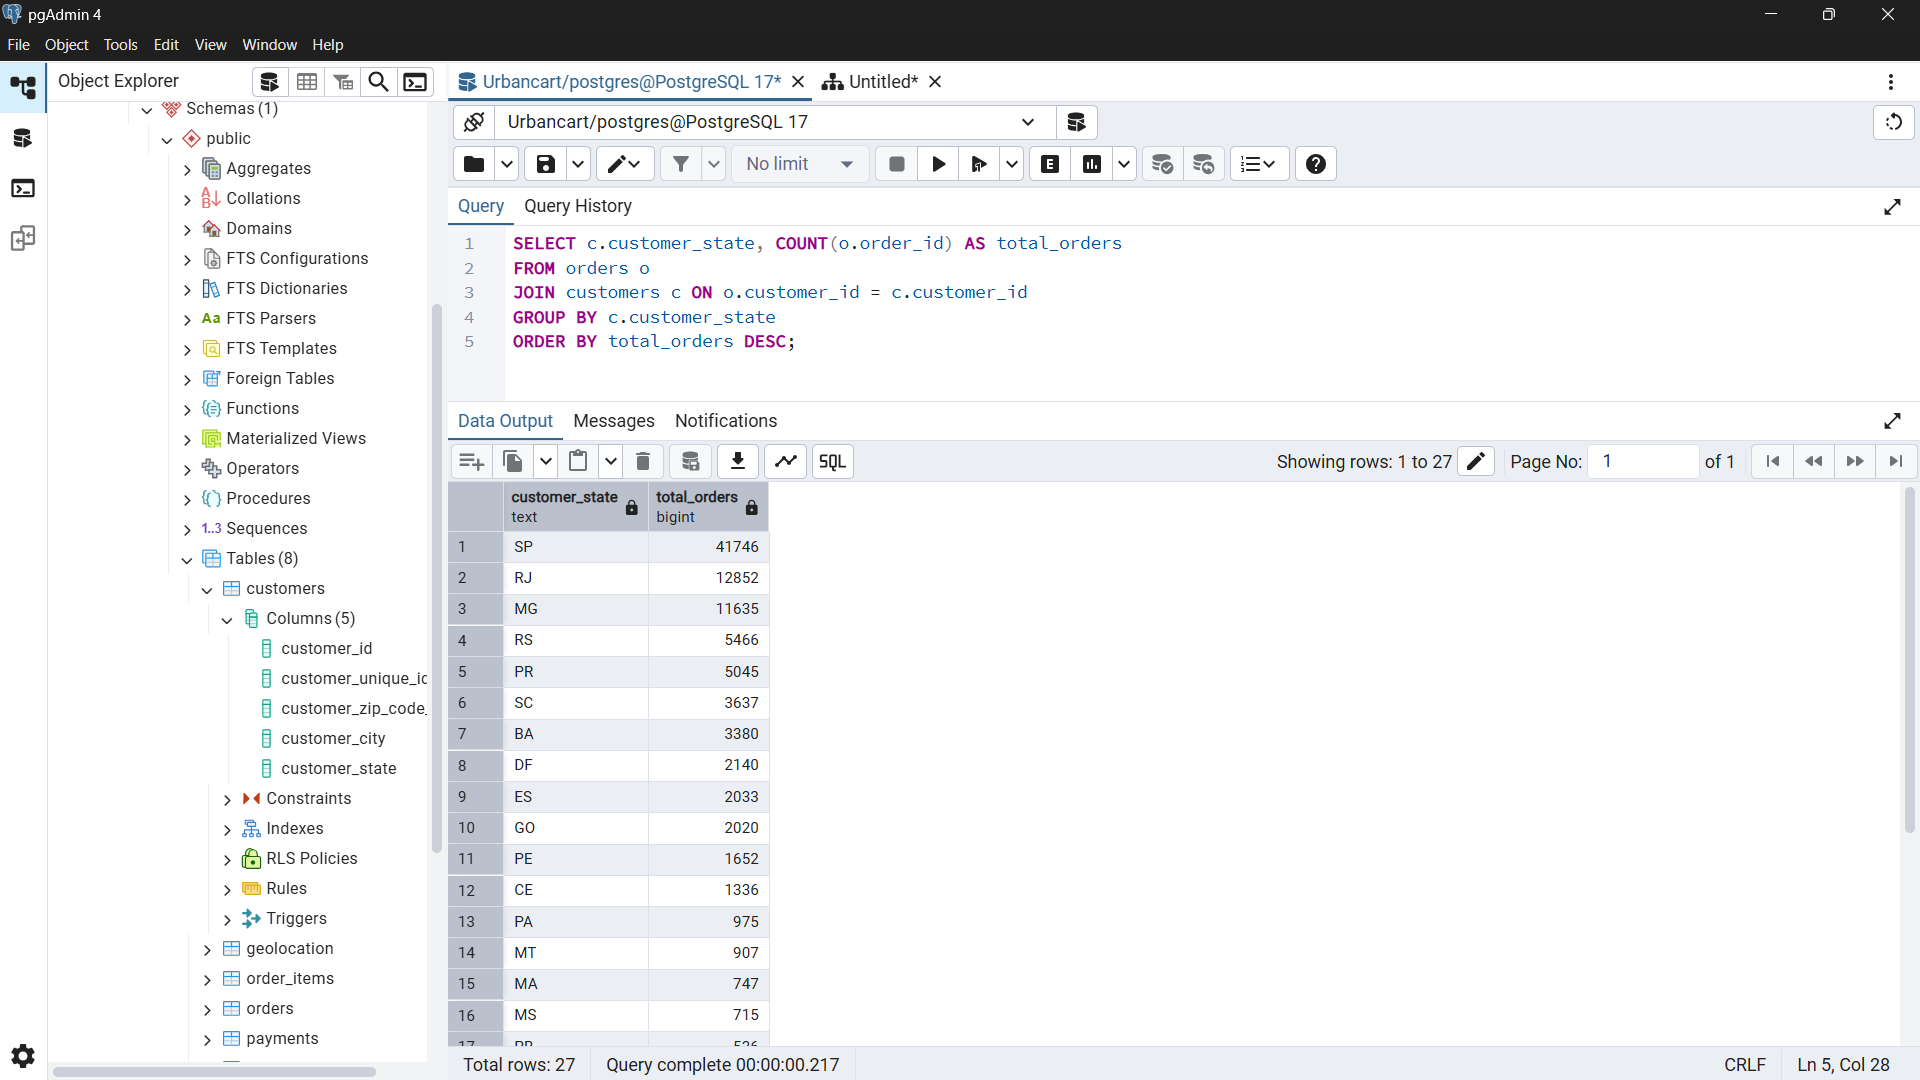 pgAdmin 4
File Object Tools Edit View Window Help
Object Explorer
Schemas (1)
public
Aggregates
Collations
Domains
FTS Configurations
FTS Dictionaries
Aa FTS Parsers
FTS Templates
Foreign Tables
Functions
Materialized Views
Operators
Procedures
1..3 Sequences
Tables (8)
customers
Columns (5)
customer_id
customer_unique_id
customer_zip_code_
customer_city
customer_state
Constraints
Indexes
RLS Policies
Rules
Triggers
geolocation
order_items
orders
payments
Urbancart/postgres@PostgreSQL 17* Untitled*
Urbancart/postgres@PostgreSQL 17
No limit E
Query Query History
1 SELECT c.customer_state, COUNT(o.order_id) AS total_orders
2 FROM orders o
3 JOIN customers c ON o.customer_id = c.customer_id
4 GROUP BY c.customer_state
5 ORDER BY total_orders DESC;
Data Output Messages Notifications
SQL Showing rows: 1 to 27 Page No: 1 of 1
customer_state total_orders
text bigint
1 SP 41746
2 RJ 12852
3 MG 11635
4 RS 5466
5 PR 5045
6 SC 3637
7 BA 3380
8 DF 2140
9 ES 2033
10 GO 2020
11 PE 1652
12 CE 1336
13 PA 975
14 MT 907
15 MA 747
16 MS 715
Total rows: 27 Query complete 00:00:00.217 CRLF Ln 5, Col 28